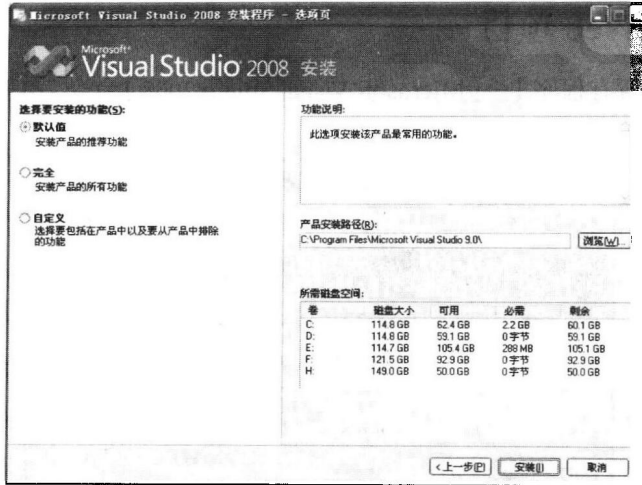 Microsoft Visual Studio 2008 安装程序 - 选项页
Microsoft®
Visual Studio 2008 安装
选择要安装的功能(S):
默认值
安装产品的推荐功能
完全
安装产品的所有功能
自定义
选择要包括在产品中以及要从产品中排除
的功能
功能说明:
此选项安装该产品最常用的功能。
产品安装路径(R):
C:\Program Files\Microsoft Visual Studio 9.0\
浏览(W)...
所需磁盘空间:
卷 磁盘大小 可用 必需 剩余
C: 114.8 GB 62.4 GB 2.2 GB 60.1 GB
D: 114.8 GB 59.1 GB 0 字节 59.1 GB
E: 114.7 GB 105.4 GB 288 MB 105.1 GB
F: 121.5 GB 92.9 GB 0 字节 92.9 GB
H: 149.0 GB 50.0 GB 0 字节 50.0 GB
<上一步(P)
安装(I)
取消